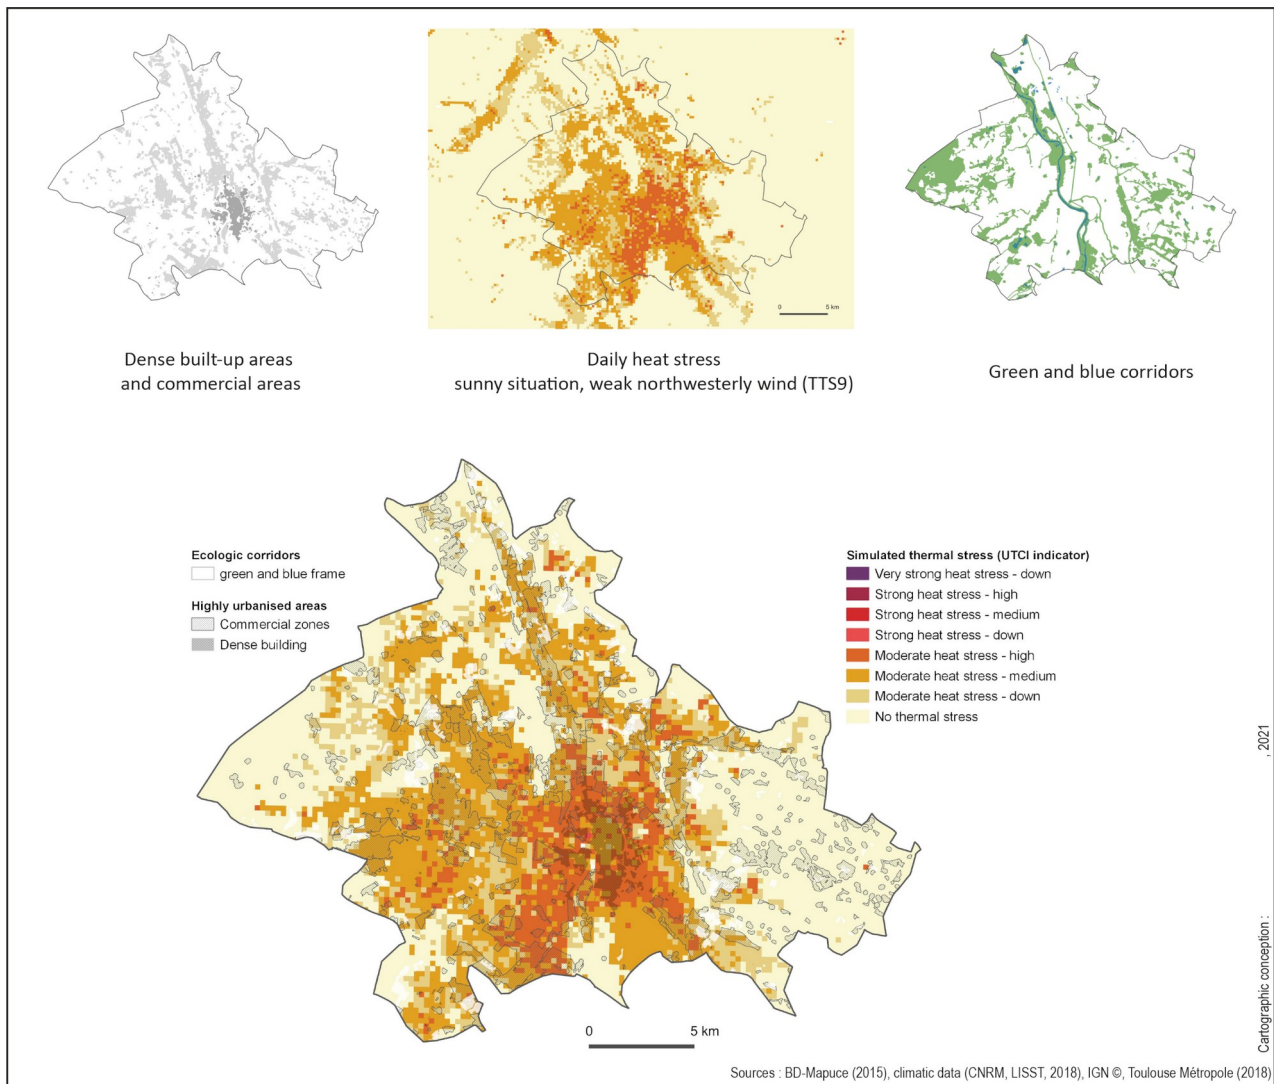 0 5 km
Dense built-up areas
and commercial areas
Daily heat stress
sunny situation, weak northwesterly wind (TTS9)
Green and blue corridors
Ecologic corridors
green and blue frame
Highly urbanised areas
Commercial zones
Dense building
Simulated thermal stress (UTCI indicator)
Very strong heat stress - down
Strong heat stress - high
Strong heat stress - medium
Strong heat stress - down
Moderate heat stress - high
Moderate heat stress - medium
Moderate heat stress - down
No thermal stress
0 5 km
Cartographic conception : , 2021
Sources : BD-Mapuce (2015), climatic data (CNRM, LISST, 2018), IGN ©, Toulouse Métropole (2018)